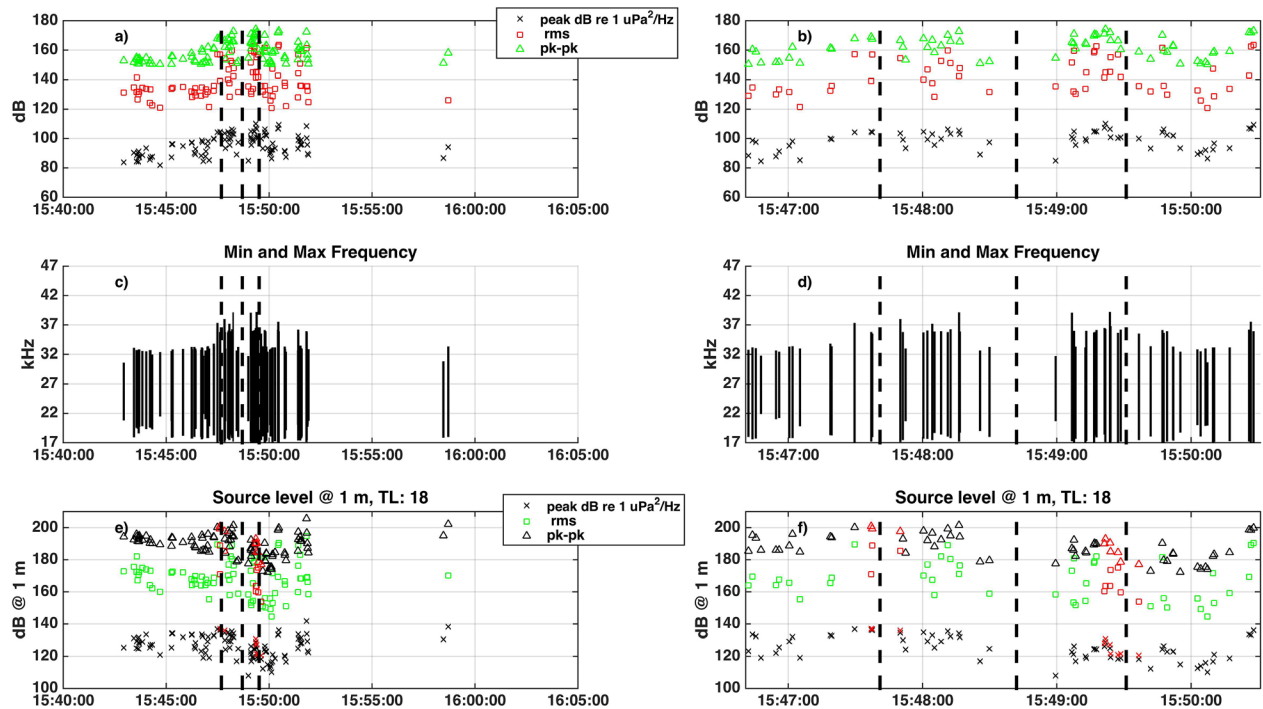 a)
× peak dB re 1 uPa²/Hz
□ rms
△ pk-pk
b)
180
160
140
120
100
80
60
dB
15:40:00 15:45:00 15:50:00 15:55:00 16:00:00 16:05:00
180
160
140
120
100
80
60
dB
15:47:00 15:48:00 15:49:00 15:50:00
Min and Max Frequency
c)
47
42
37
32
27
22
17
kHz
15:40:00 15:45:00 15:50:00 15:55:00 16:00:00 16:05:00
Min and Max Frequency
d)
47
42
37
32
27
22
17
kHz
15:47:00 15:48:00 15:49:00 15:50:00
Source level @ 1 m, TL: 18
e)
× peak dB re 1 uPa²/Hz
□ rms
△ pk-pk
200
180
160
140
120
100
dB @ 1 m
15:40:00 15:45:00 15:50:00 15:55:00 16:00:00 16:05:00
Source level @ 1 m, TL: 18
f)
200
180
160
140
120
100
dB @ 1 m
15:47:00 15:48:00 15:49:00 15:50:00